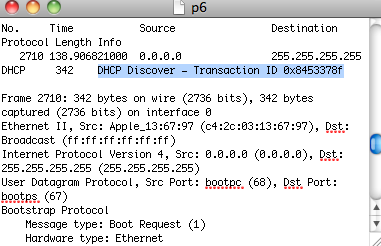 p6
No. Time Source Destination
Protocol Length Info
2710 138.906821000 0.0.0.0 255.255.255.255
DHCP 342 DHCP Discover – Transaction ID 0x8453378f
Frame 2710: 342 bytes on wire (2736 bits), 342 bytes
captured (2736 bits) on interface 0
Ethernet II, Src: Apple_13:67:97 (c4:2c:03:13:67:97), Dst:
Broadcast (ff:ff:ff:ff:ff:ff)
Internet Protocol Version 4, Src: 0.0.0.0 (0.0.0.0), Dst:
255.255.255.255 (255.255.255.255)
User Datagram Protocol, Src Port: bootpc (68), Dst Port:
bootps (67)
Bootstrap Protocol
Message type: Boot Request (1)
Hardware type: Ethernet